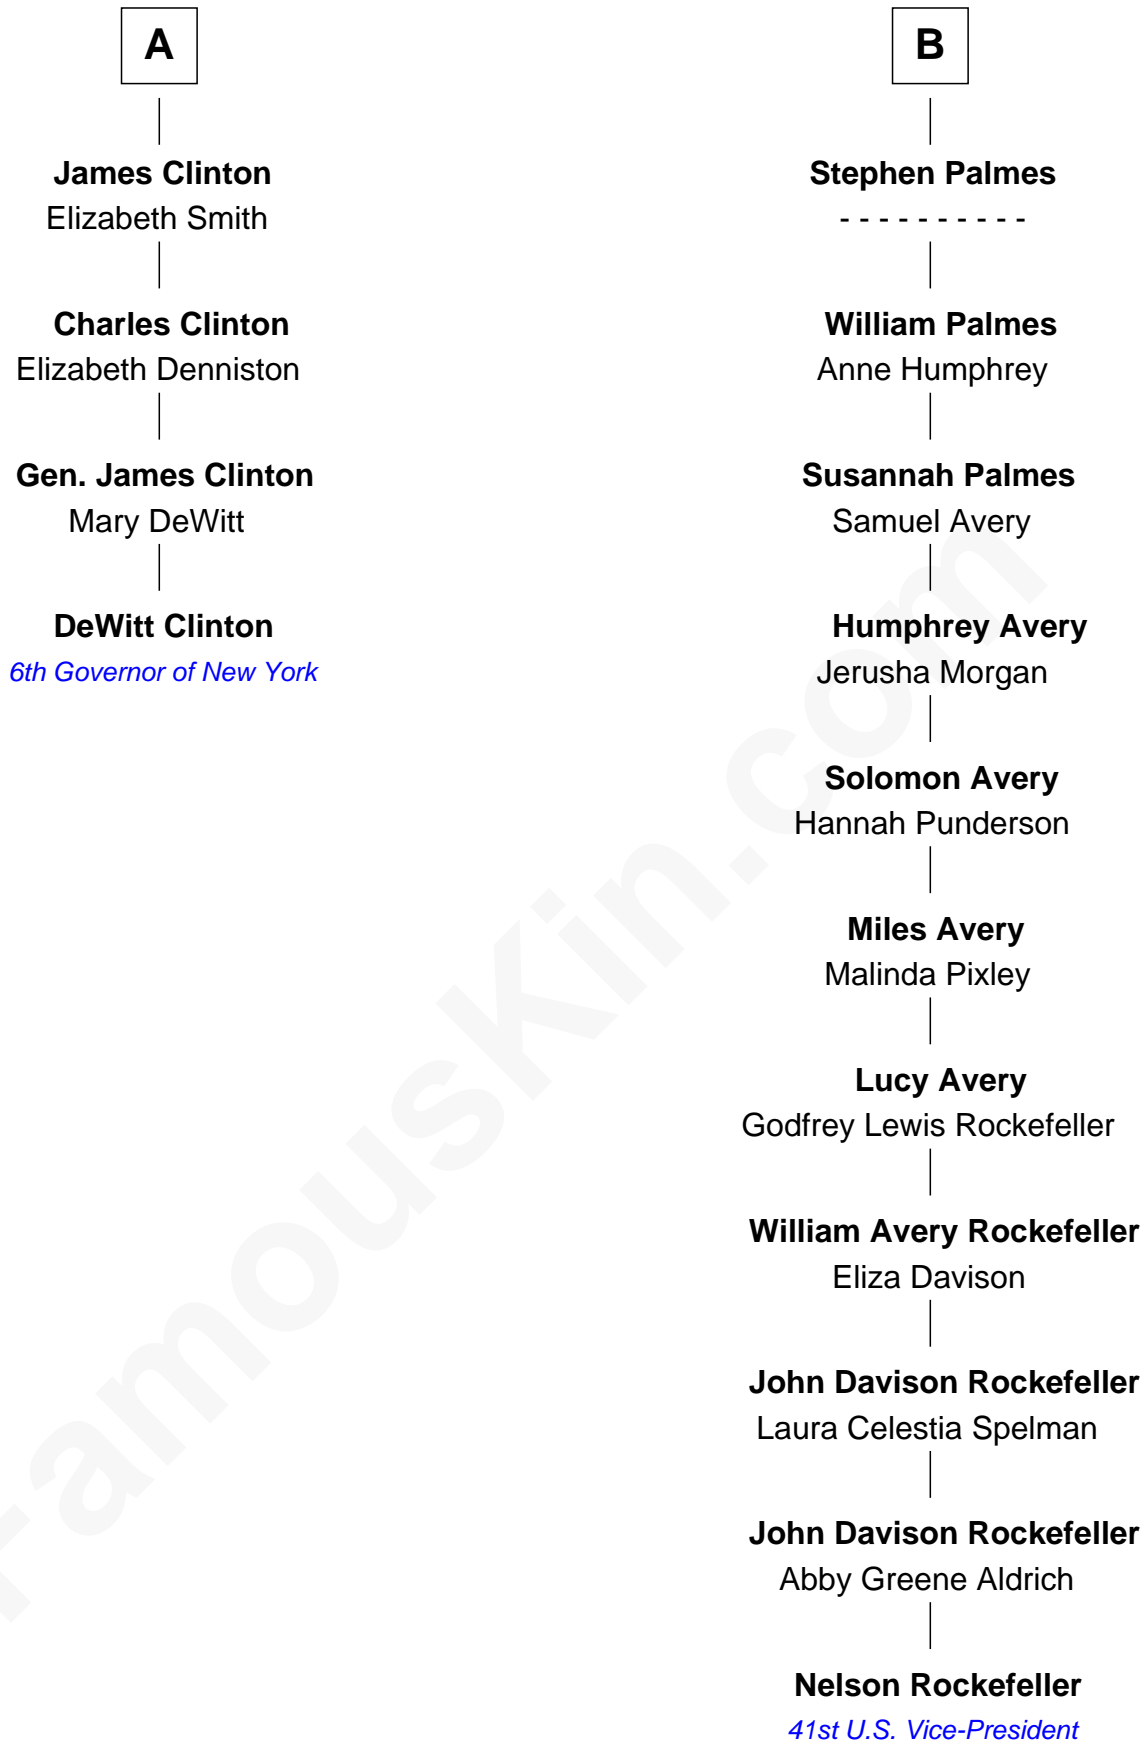 A
James Clinton
Elizabeth Smith
Charles Clinton
Elizabeth Denniston
Gen. James Clinton
Mary DeWitt
DeWitt Clinton
6th Governor of New York
B
Stephen Palmes
- - - - - - - - - -
William Palmes
Anne Humphrey
Susannah Palmes
Samuel Avery
Humphrey Avery
Jerusha Morgan
Solomon Avery
Hannah Punderson
Miles Avery
Malinda Pixley
Lucy Avery
Godfrey Lewis Rockefeller
William Avery Rockefeller
Eliza Davison
John Davison Rockefeller
Laura Celestia Spelman
John Davison Rockefeller
Abby Greene Aldrich
Nelson Rockefeller
41st U.S. Vice-President
FamousKin.com